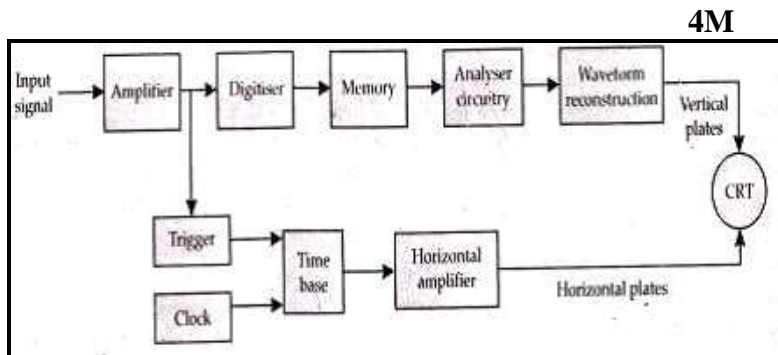 4M
Input
signal
Amplifier
Digitiser
Memory
Analyser
circuitry
Waveform
reconstruction
Vertical
plates
CRT
Trigger
Clock
Time
base
Horizontal
amplifier
Horizontal plates